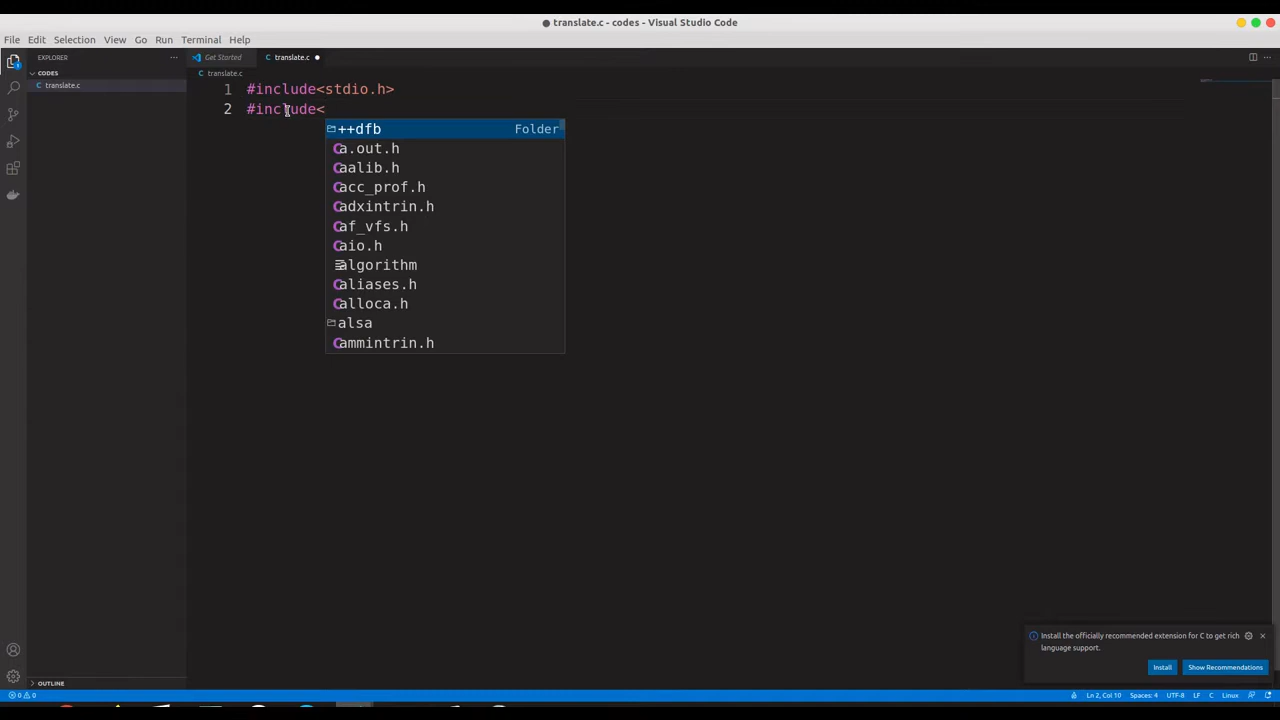 translate.c - codes - Visual Studio Code
File Edit Selection View Go Run Terminal Help
EXPLORER
Get Started
translate.c
CODES
translate.c
translate.c
1 #include<stdio.h>
2 #include<
++dfb Folder
a.out.h
aalib.h
acc_prof.h
adxintrin.h
af_vfs.h
aio.h
algorithm
aliases.h
alloca.h
alsa
ammintrin.h
Install the officially recommended extension for C to get rich
language support.
Install Show Recommendations
OUTLINE
0 0 Ln 2, Col 10 Spaces: 4 UTF-8 LF C Linux